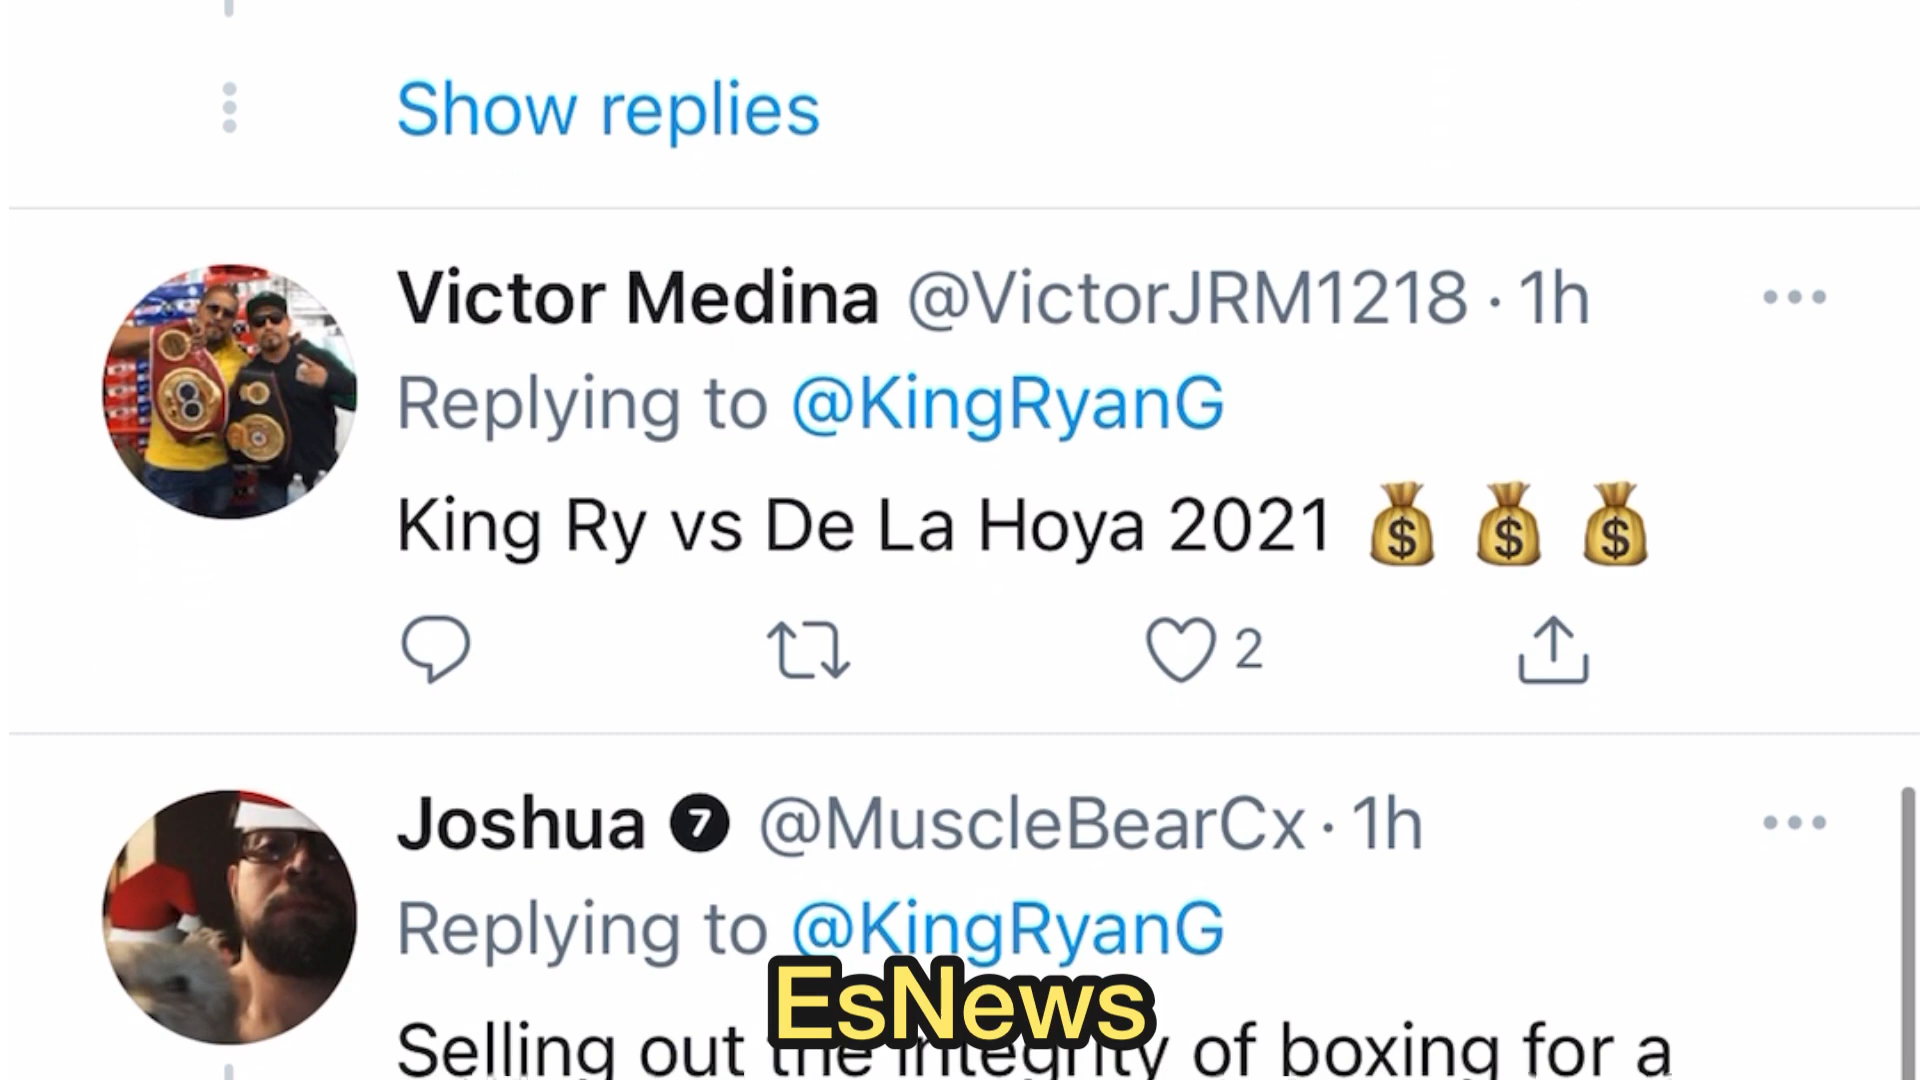 Show replies
Victor Medina @VictorJRM1218 · 1h
Replying to @KingRyanG
King Ry vs De La Hoya 2021 💰 💰 💰
2
Joshua 7 @MuscleBearCx · 1h
Replying to @KingRyanG
EsNews
Selling out the integrity of boxing for a